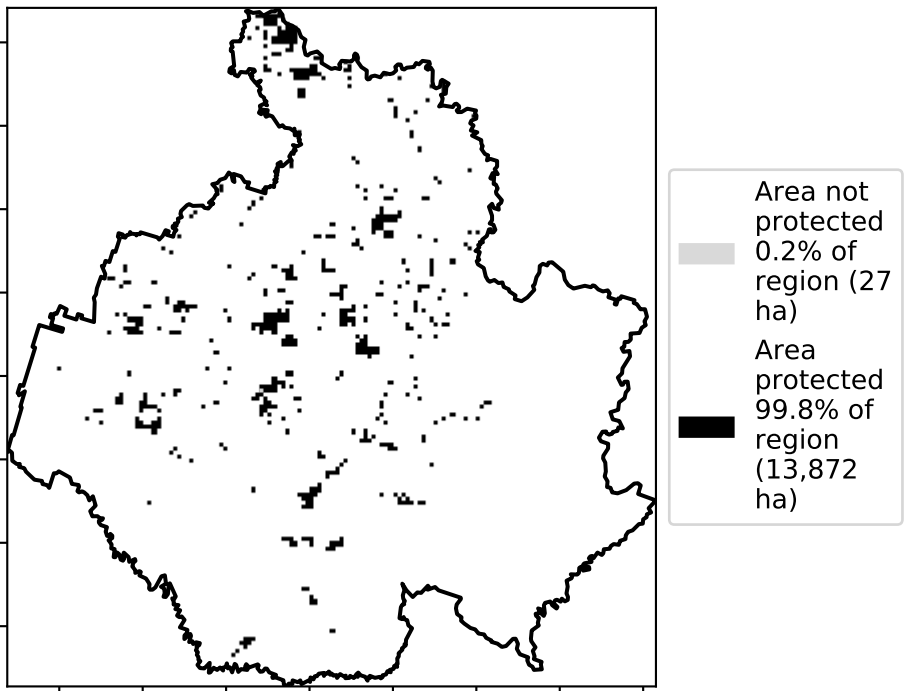 Area not
protected
0.2% of
region (27
ha)
Area
protected
99.8% of
region
(13,872
ha)